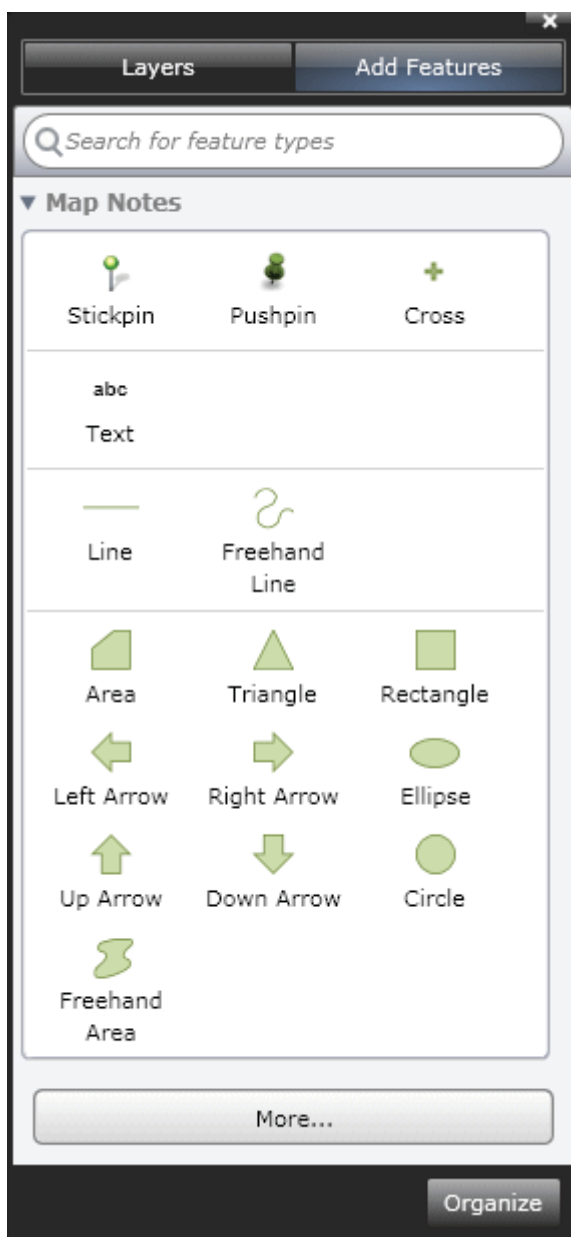 Layers Add Features
Search for feature types
Map Notes
Stickpin Pushpin Cross
abc
Text
Line Freehand
Line
Area Triangle Rectangle
Left Arrow Right Arrow Ellipse
Up Arrow Down Arrow Circle
Freehand
Area
More...
Organize